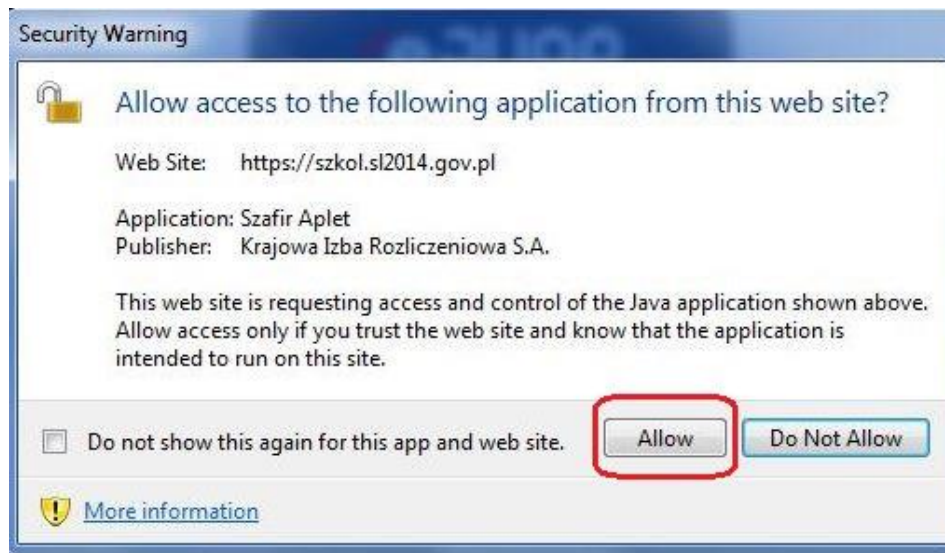 Security Warning
Allow access to the following application from this web site?
Web Site: https://szkol.sl2014.gov.pl
Application: Szafir Aplet
Publisher: Krajowa Izba Rozliczeniowa S.A.
This web site is requesting access and control of the Java application shown above.
Allow access only if you trust the web site and know that the application is
intended to run on this site.
Do not show this again for this app and web site. Allow Do Not Allow
More information